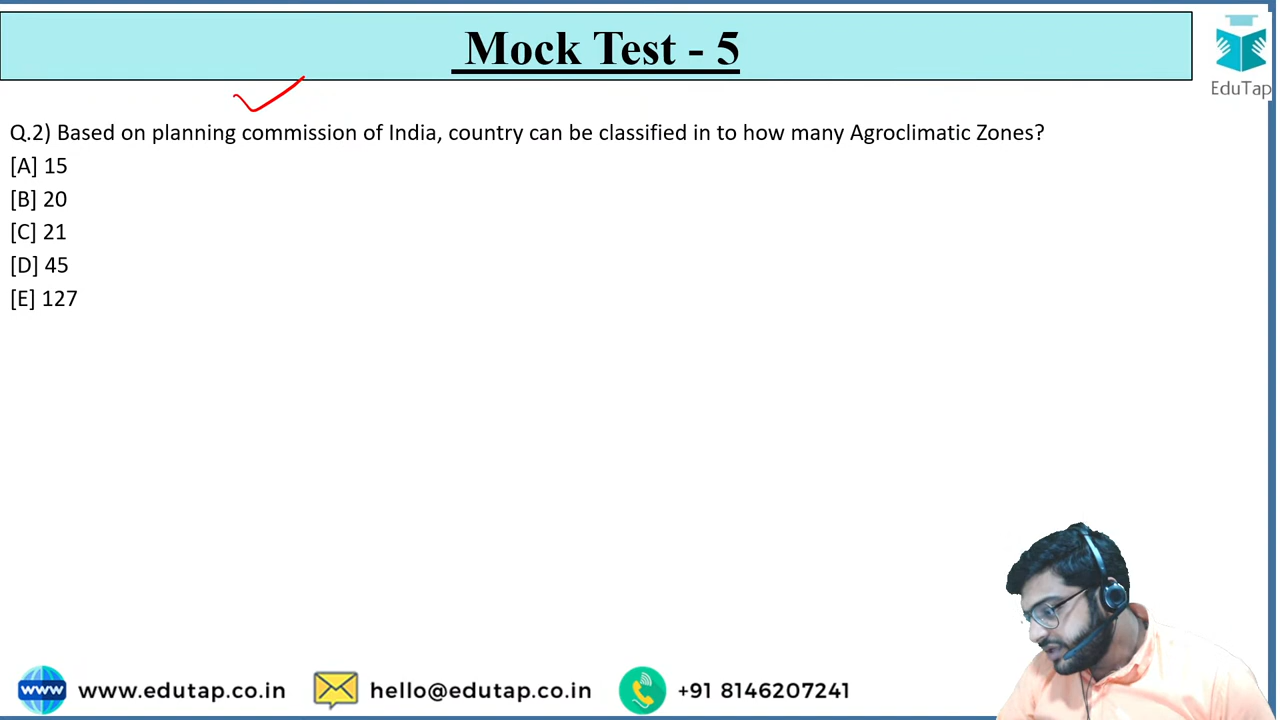 Mock Test - 5
EduTap
Q.2) Based on planning commission of India, country can be classified in to how many Agroclimatic Zones?
[A] 15
[B] 20
[C] 21
[D] 45
[E] 127
www www.edutap.co.in hello@edutap.co.in +91 8146207241